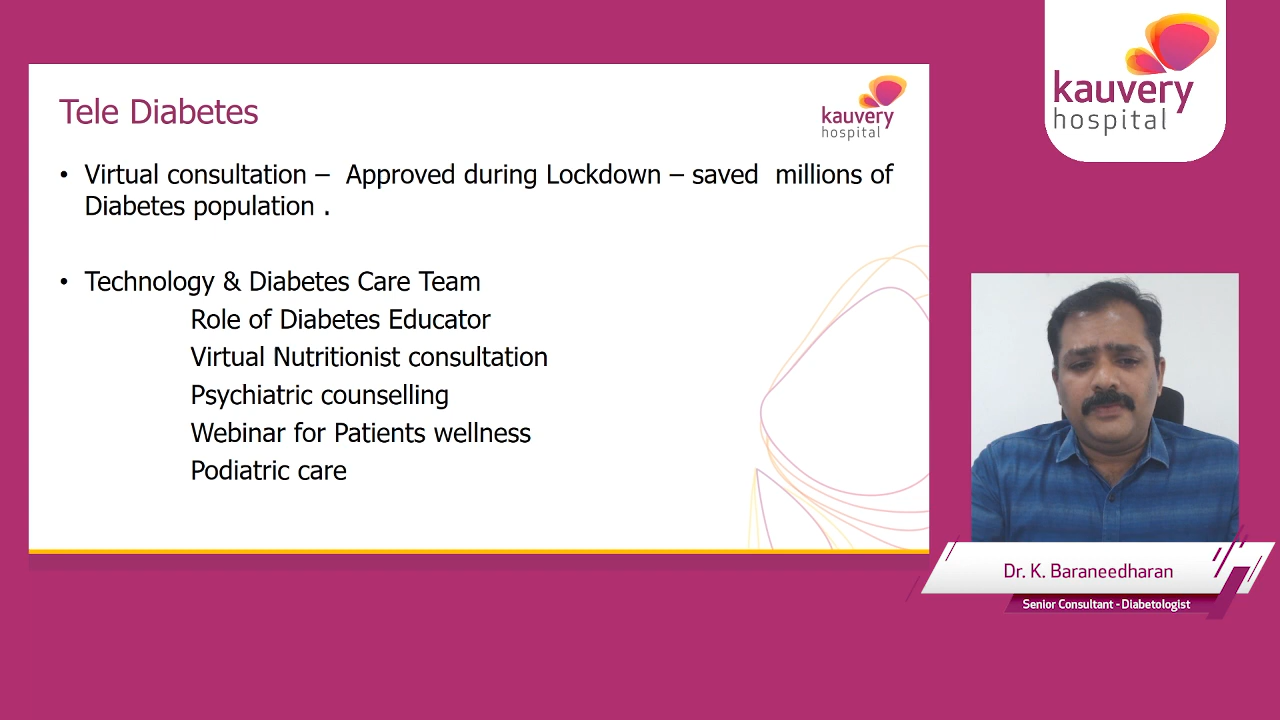 kauvery
hospital
Tele Diabetes
kauvery
hospital
• Virtual consultation – Approved during Lockdown – saved millions of
Diabetes population .
• Technology & Diabetes Care Team
Role of Diabetes Educator
Virtual Nutritionist consultation
Psychiatric counselling
Webinar for Patients wellness
Podiatric care
Dr. K. Baraneedharan
Senior Consultant - Diabetologist